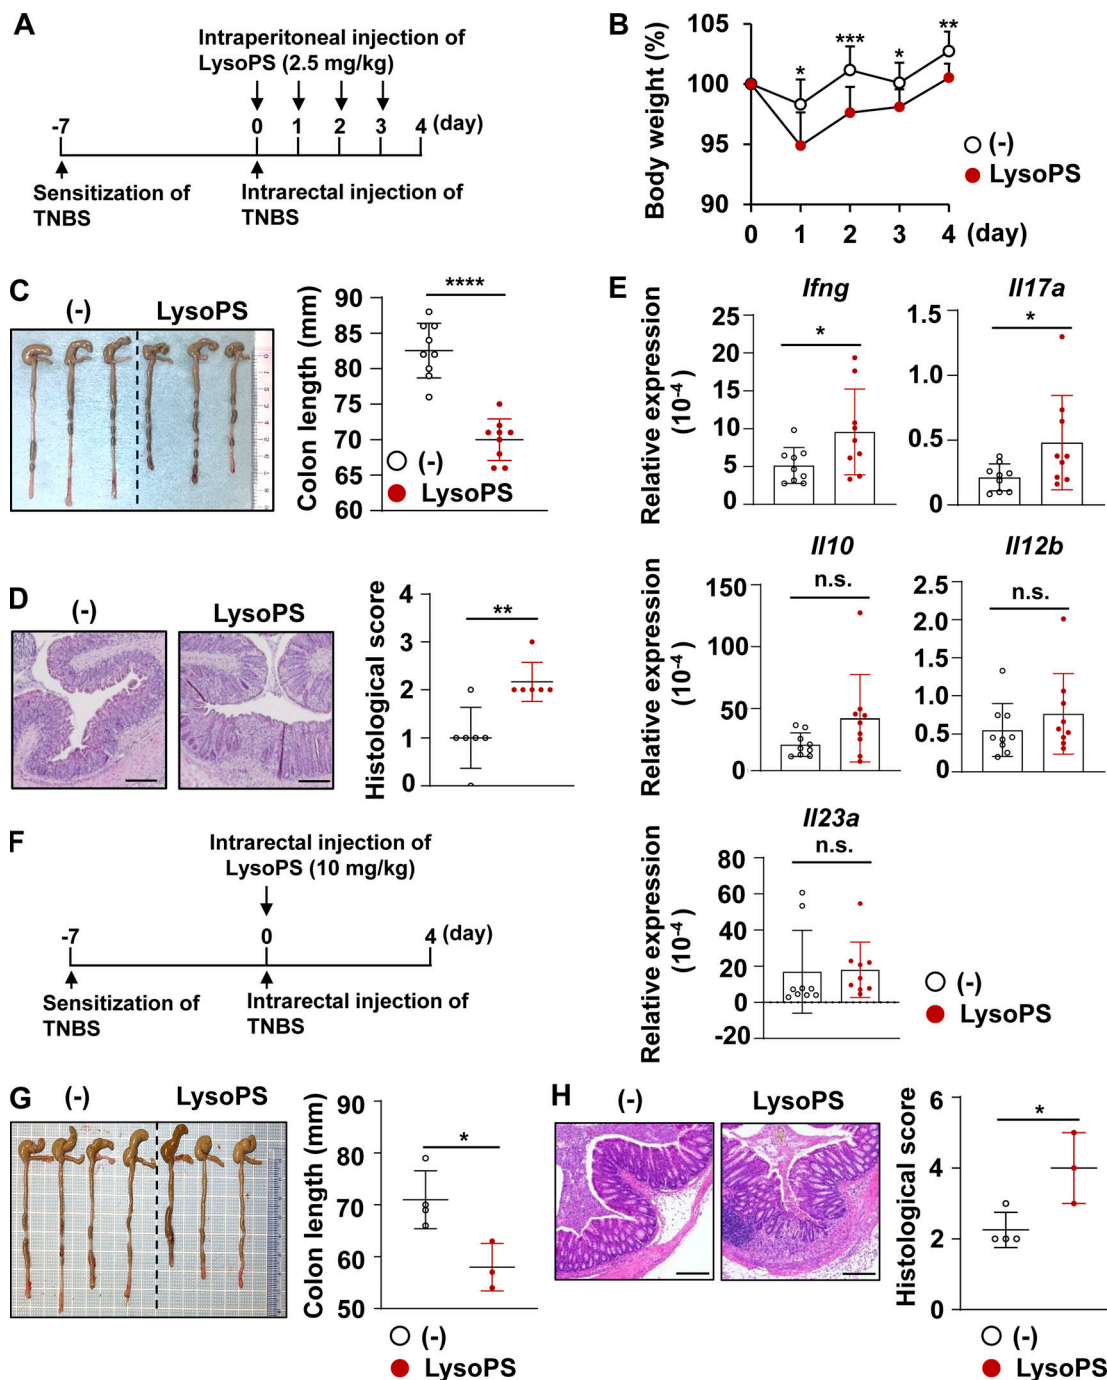 A
Intraperitoneal injection of
LysoPS (2.5 mg/kg)
-7
0
1
2
3
4
(day)
Sensitization of
TNBS
Intrarectal injection of
TNBS
B
Body weight (%)
105
100
95
90
*
***
*
**
0
1
2
3
4
(day)
(-)
LysoPS
C
(-)
LysoPS
Colon length (mm)
90
85
80
75
70
65
60
****
(-)
LysoPS
D
(-)
LysoPS
Histological score
4
3
2
1
0
**
E
Ifng
Relative expression
(10-4)
25
20
15
10
5
0
*
Il17a
1.5
1.0
0.5
0
*
Il10
Relative expression
(10-4)
150
100
50
0
n.s.
Il12b
2.5
2.0
1.5
1.0
0.5
0
n.s.
Il23a
Relative expression
(10-4)
80
60
40
20
0
-20
n.s.
(-)
LysoPS
F
Intrarectal injection of
LysoPS (10 mg/kg)
-7
0
4
(day)
Sensitization of
TNBS
Intrarectal injection of
TNBS
G
(-)
LysoPS
Colon length (mm)
90
80
70
60
50
*
(-)
LysoPS
H
(-)
LysoPS
Histological score
6
4
2
0
*
(-)
LysoPS